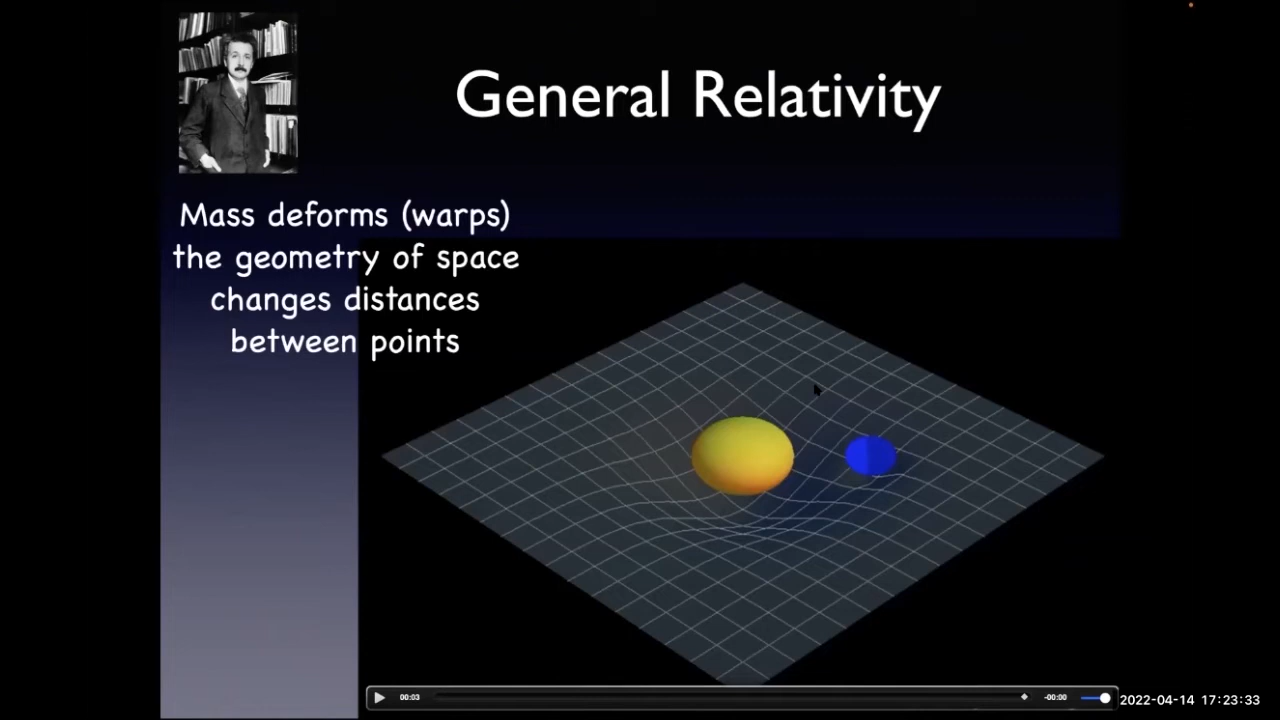 General Relativity
Mass deforms (warps)
the geometry of space
changes distances
between points
00:03
-00:00
2022-04-14 17:23:33